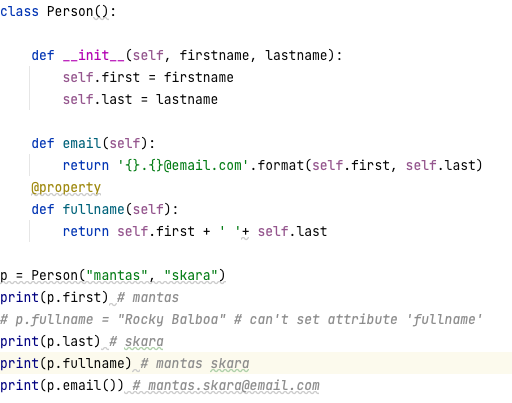 class Person():
def __init__(self, firstname, lastname):
self.first = firstname
self.last = lastname
def email(self):
return '{}.{}@email.com'.format(self.first, self.last)
@property
def fullname(self):
return self.first + ' '+ self.last
p = Person("mantas", "skara")
print(p.first) # mantas
# p.fullname = "Rocky Balboa" # can't set attribute 'fullname'
print(p.last) # skara
print(p.fullname) # mantas skara
print(p.email()) # mantas.skara@email.com